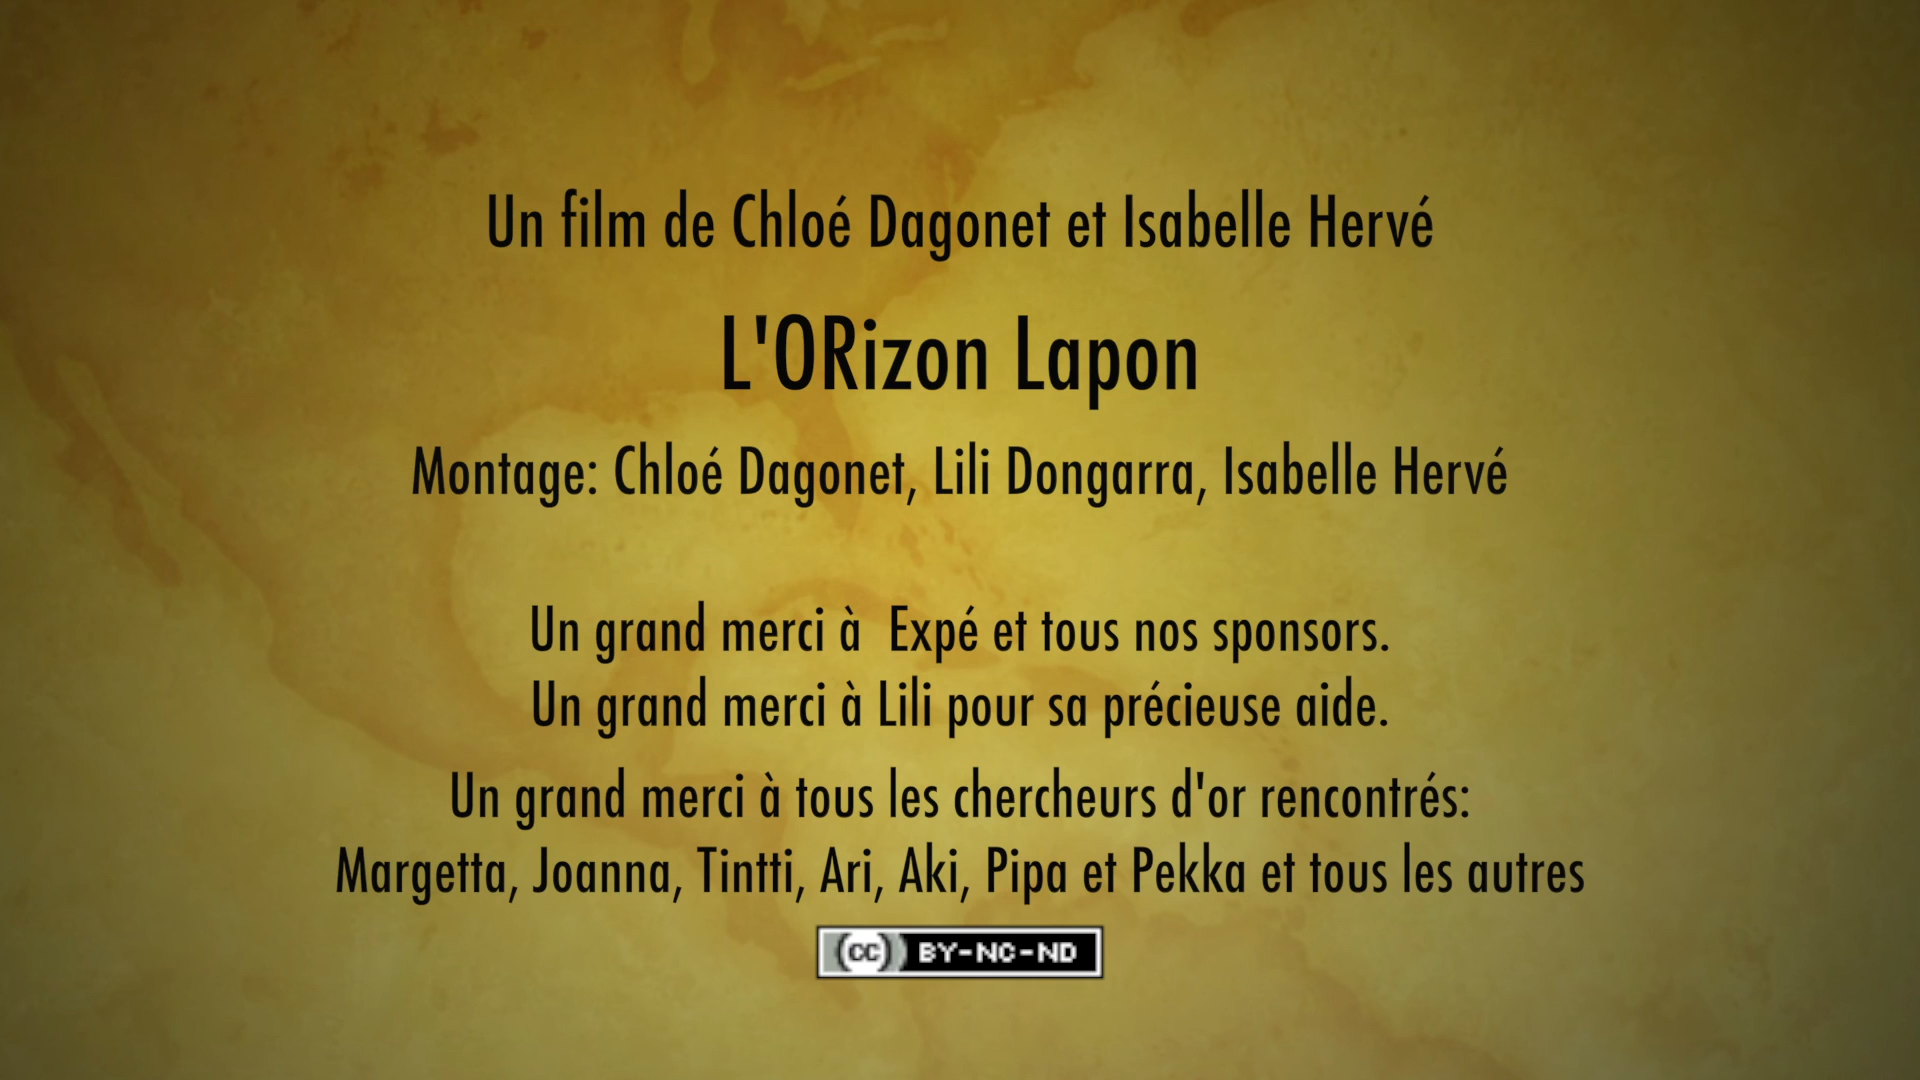 Un film de Chloé Dagonet et Isabelle Hervé
L'ORizon Lapon
Montage: Chloé Dagonet, Lili Dongarra, Isabelle Hervé
Un grand merci à  Expé et tous nos sponsors.
Un grand merci à Lili pour sa précieuse aide.
Un grand merci à tous les chercheurs d'or rencontrés:
Margetta, Joanna, Tintti, Ari, Aki, Pipa et Pekka et tous les autres
(cc) BY-NC-ND